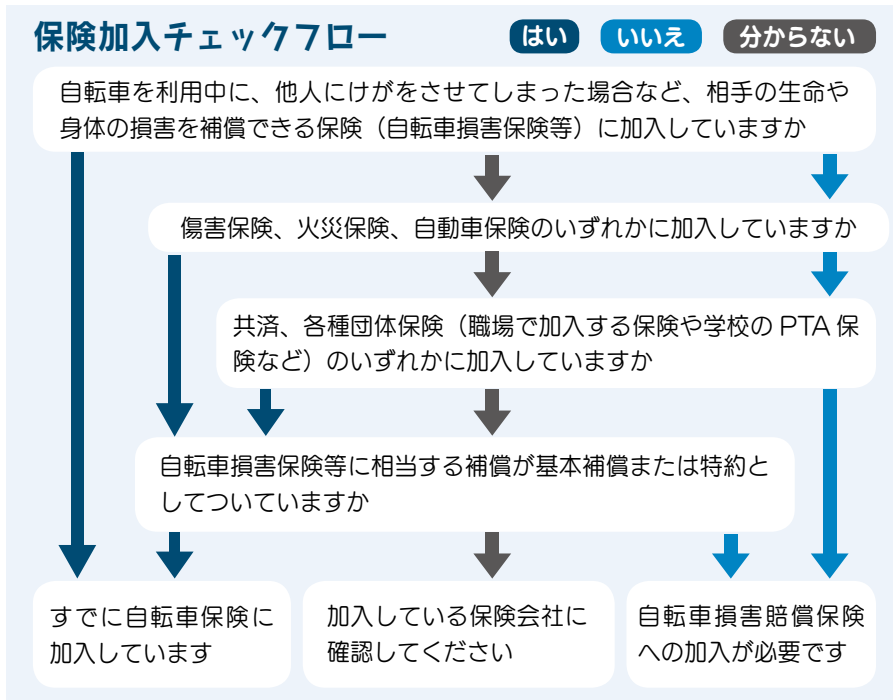 保険加入チェックフロー
はい
いいえ
分からない
自転車を利用中に、他人にけがをさせてしまった場合など、相手の生命や
身体の損害を補償できる保険（自転車損害保険等）に加入していますか
傷害保険、火災保険、自動車保険のいずれかに加入していますか
共済、各種団体保険（職場で加入する保険や学校の PTA 保
険など）のいずれかに加入していますか
自転車損害保険等に相当する補償が基本補償または特約と
してついていますか
すでに自転車保険に
加入しています
加入している保険会社に
確認してください
自転車損害賠償保険
への加入が必要です